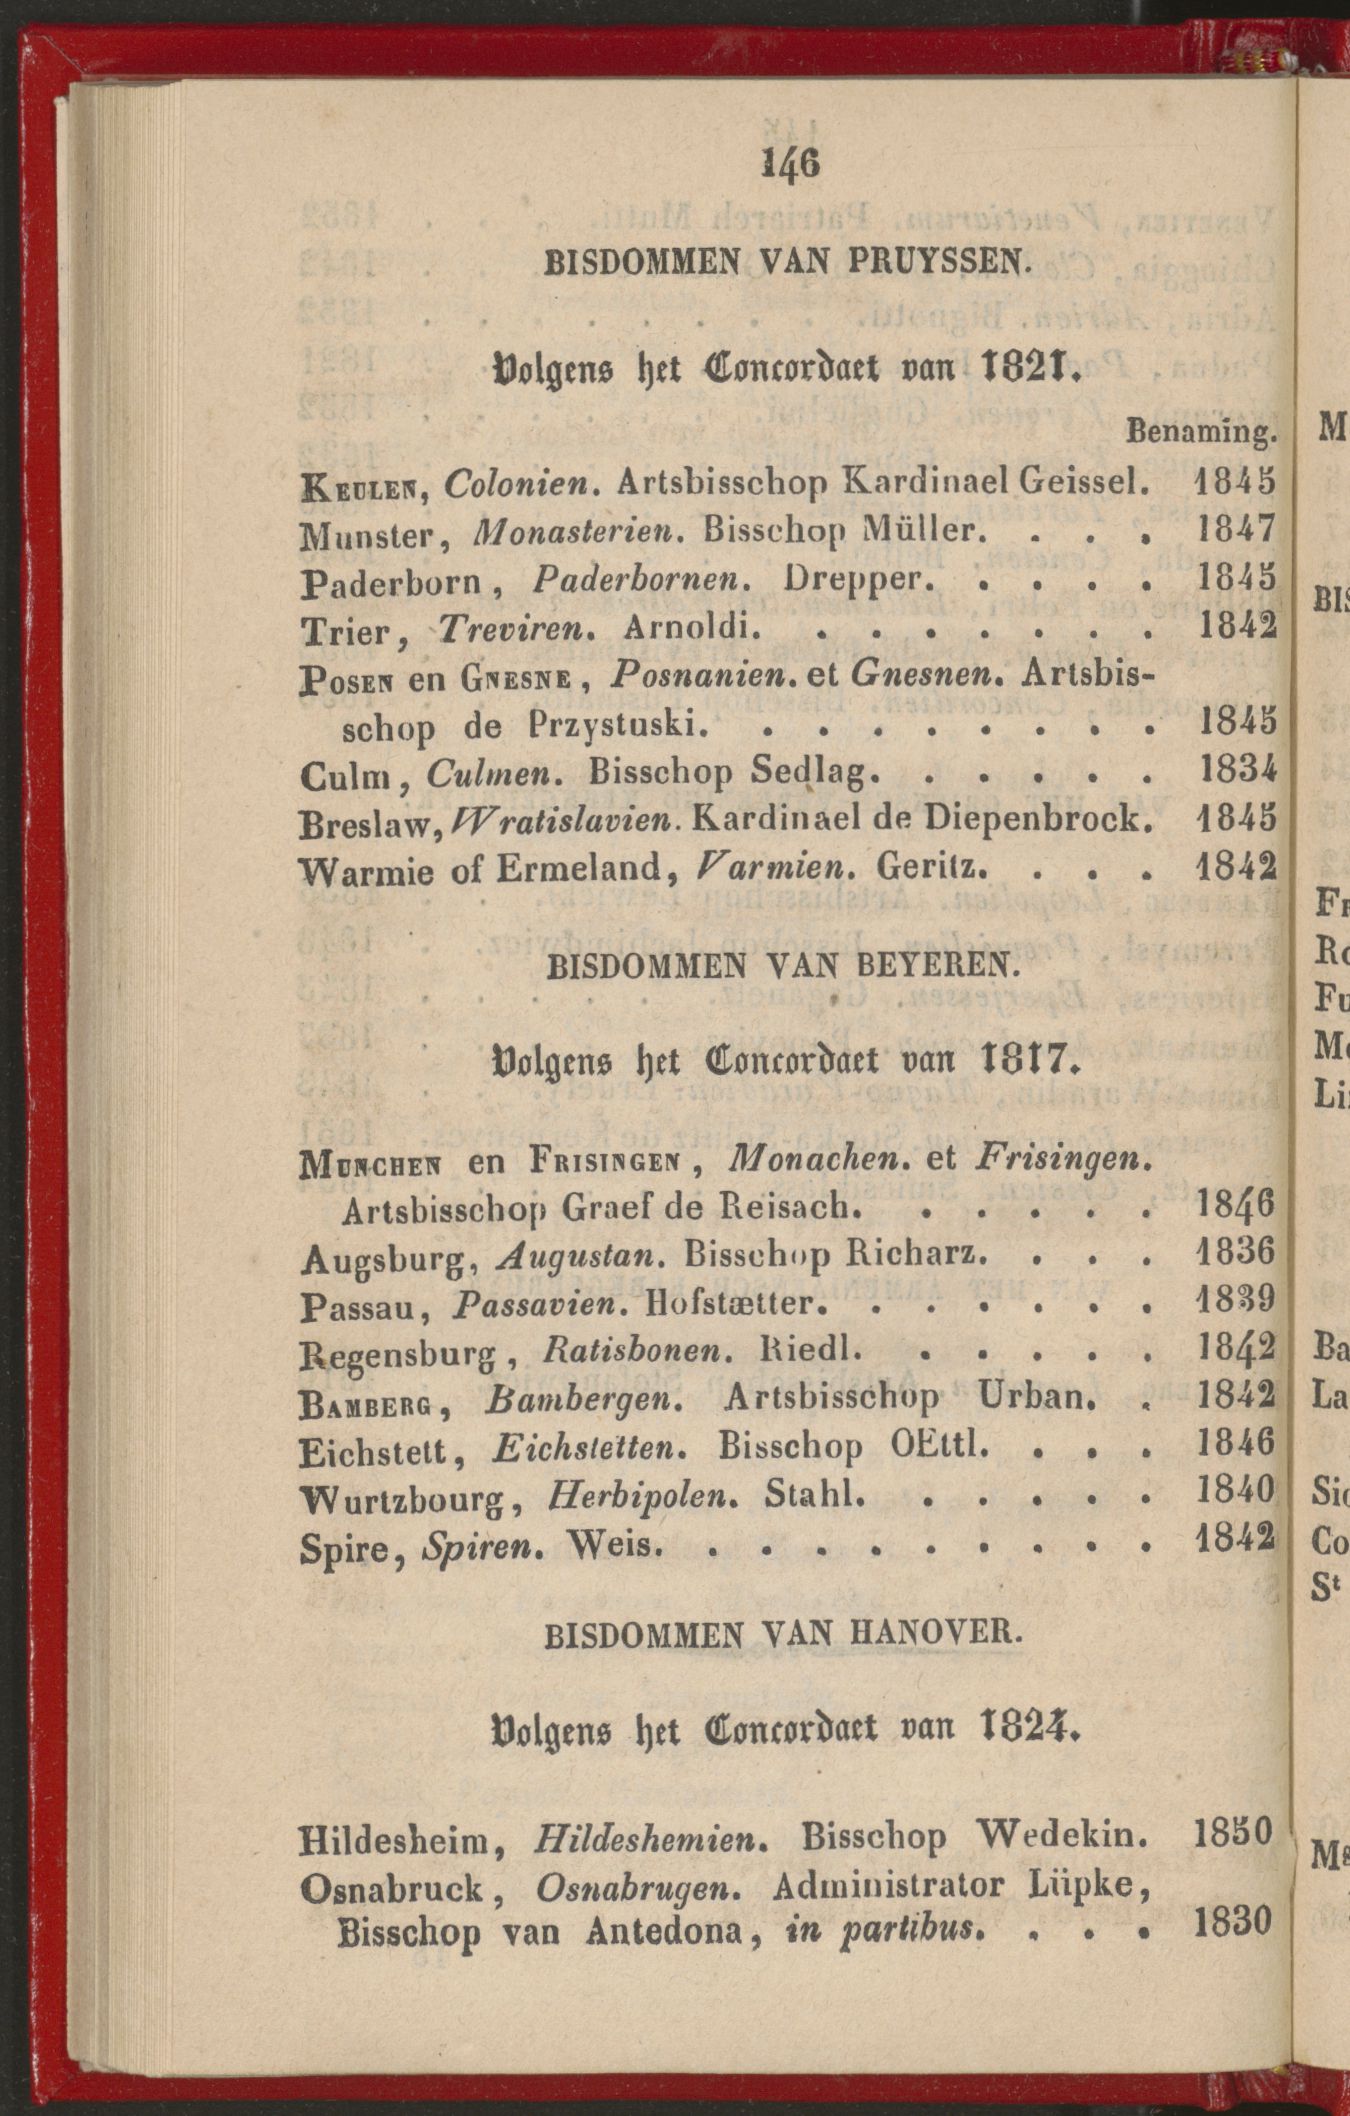 146
BISDOMMEN VAN PRUYSSEN.
Volgens het Concordaet van 1821.
Benaming.
KEULEN, Colonien. Artsbisschop Kardinael Geissel. 1845
Munster, Monasterien. Bisschop Müller. . . . 1847
Paderborn, Paderbornen. Drepper. . . . . 1845
Trier, Treviren. Arnoldi. . . . . . . . 1842
POSEN en GNESNE, Posnanien. et Gnesnen. Artsbis-
schop de Przystuski. . . . . . . . . 1845
Culm, Culmen. Bisschop Sedlag. . . . . . 1834
Breslaw, Wratislavien. Kardinael de Diepenbrock. 1845
Warmie of Ermeland, Varmien. Geritz. . . . 1842
BISDOMMEN VAN BEYEREN.
Volgens het Concordaet van 1817.
MUNCHEN en FRISINGEN, Monachen. et Frisingen.
Artsbisschop Graef de Reisach. . . . . . 1846
Augsburg, Augustan. Bisschop Richarz. . . . 1836
Passau, Passavien. Hofstætter. . . . . . . 1839
Regensburg, Ratisbonen. Riedl. . . . . . 1842
BAMBERG, Bambergen. Artsbisschop Urban. . 1842
Eichstett, Eichstetten. Bisschop OEttl. . . . 1846
Wurtzbourg, Herbipolen. Stahl. . . . . . 1840
Spire, Spiren. Weis. . . . . . . . . . 1842
BISDOMMEN VAN HANOVER.
Volgens het Concordaet van 1824.
Hildesheim, Hildeshemien. Bisschop Wedekin. 1850
Osnabruck, Osnabrugen. Administrator Lüpke,
Bisschop van Antedona, in partibus. . . . 1830